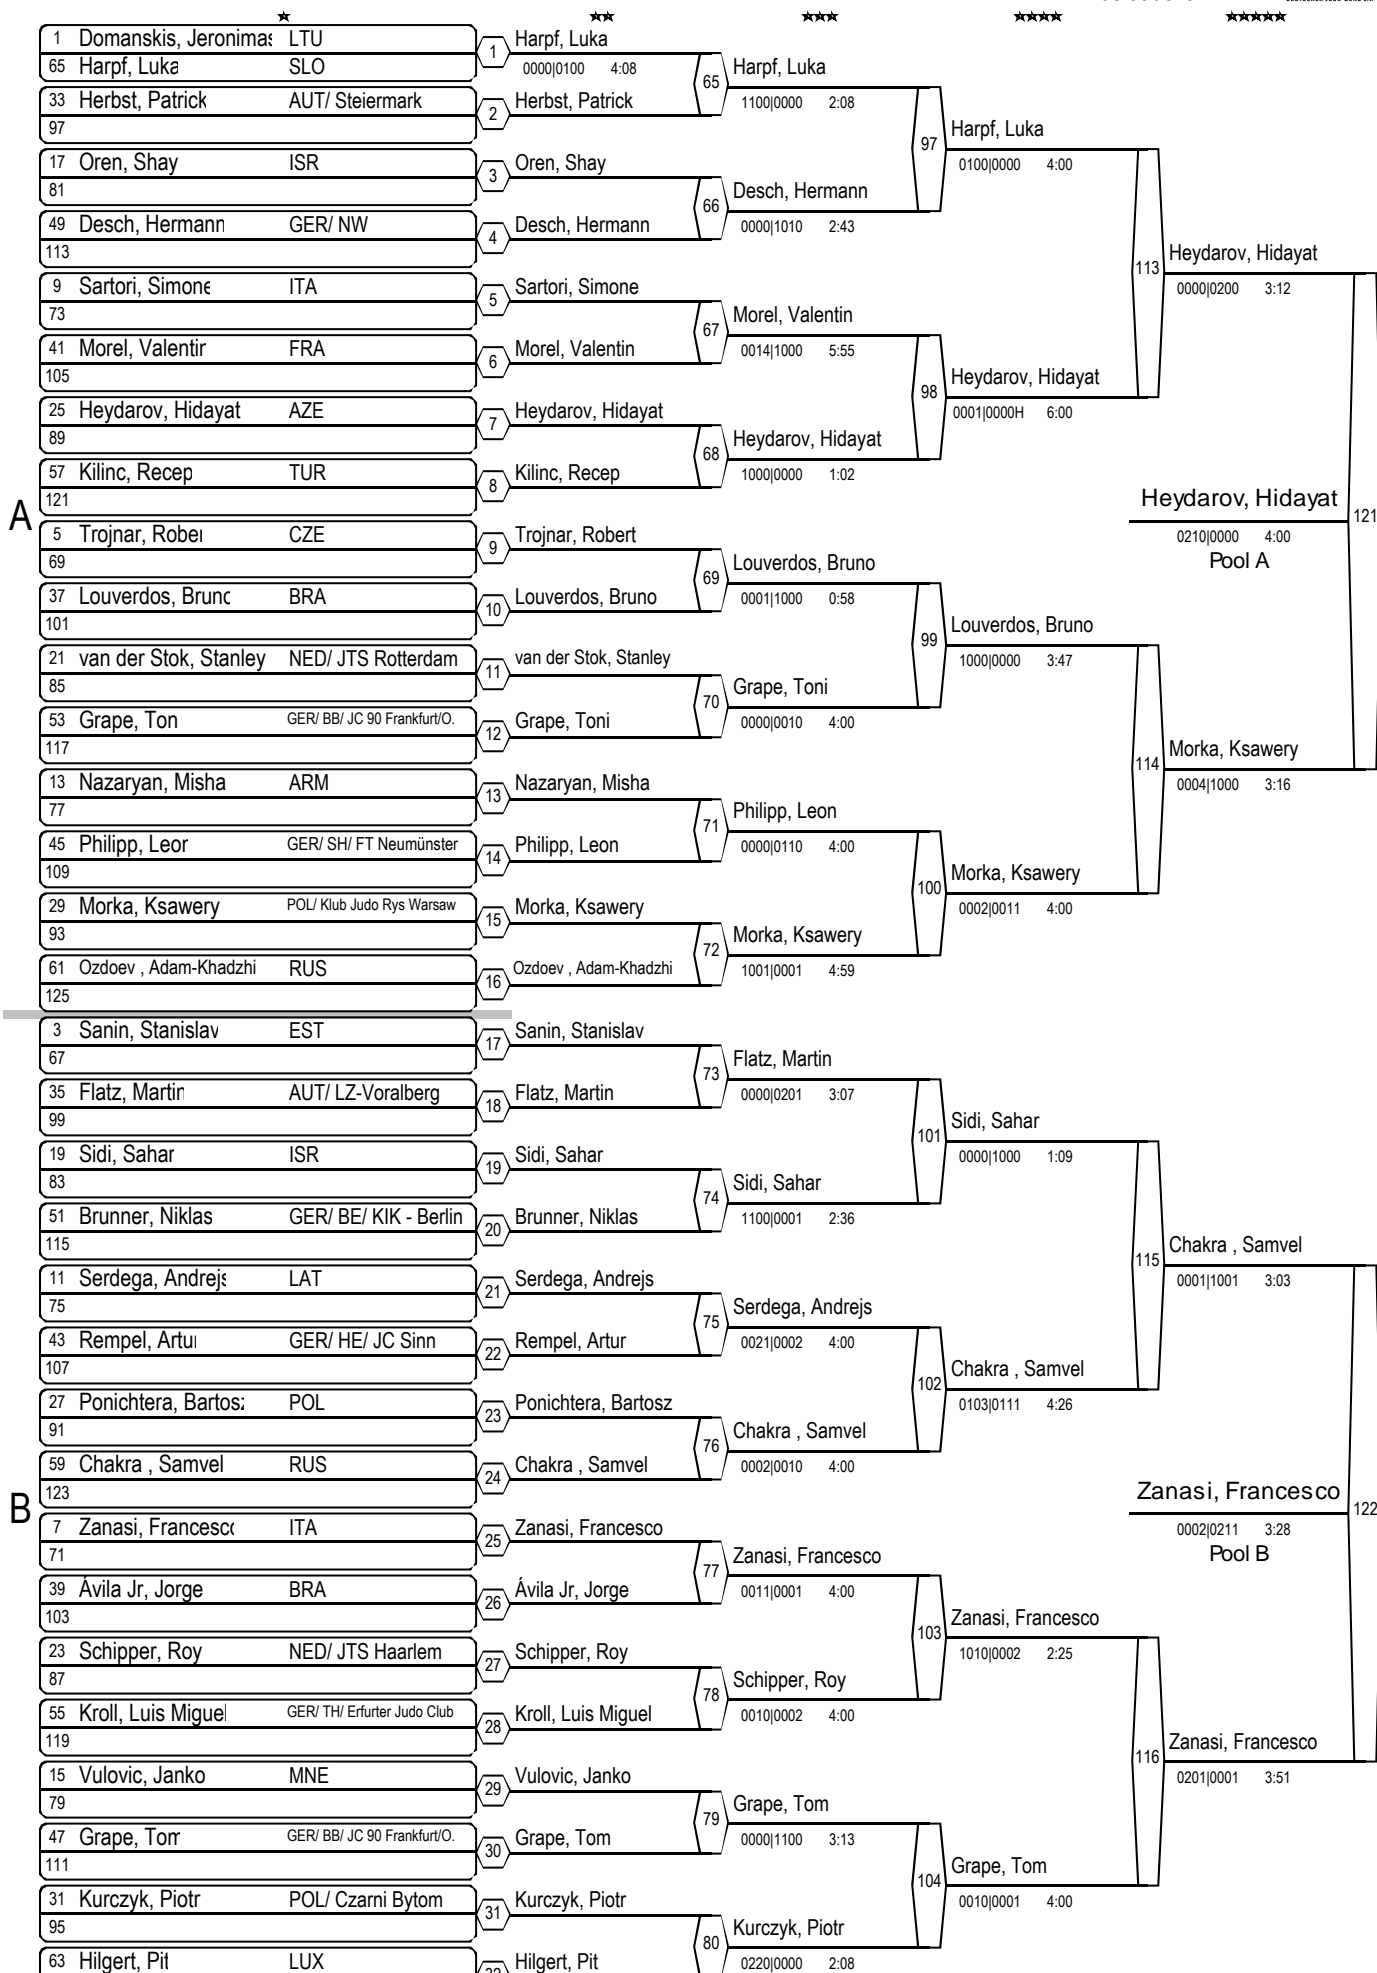 1 Domanskis, Jeronimas LTU
65 Harpf, Luka SLO
33 Herbst, Patrick AUT/ Steiermark
97
17 Oren, Shay ISR
81
49 Desch, Hermann GER/ NW
113
9 Sartori, Simone ITA
73
41 Morel, Valentin FRA
105
25 Heydarov, Hidayat AZE
89
57 Kilinc, Recep TUR
121
A
5 Trojnar, Rober CZE
69
37 Louverdos, Bruno BRA
101
21 van der Stok, Stanley NED/ JTS Rotterdam
85
53 Grape, Ton GER/ BB/ JC 90 Frankfurt/O.
117
13 Nazaryan, Misha ARM
77
45 Philipp, Leor GER/ SH/ FT Neumünster
109
29 Morka, Ksawery POL/ Klub Judo Rys Warsaw
93
61 Ozdoev , Adam-Khadzhi RUS
125
3 Sanin, Stanislav EST
67
35 Flatz, Martin AUT/ LZ-Voralberg
99
19 Sidi, Sahar ISR
83
51 Brunner, Niklas GER/ BE/ KIK - Berlin
115
11 Serdega, Andrejs LAT
75
43 Rempel, Artur GER/ HE/ JC Sinn
107
27 Ponichtera, Bartosz POL
91
59 Chakra , Samvel RUS
123
B
7 Zanasi, Francesco ITA
71
39 Ávila Jr, Jorge BRA
103
23 Schipper, Roy NED/ JTS Haarlem
87
55 Kroll, Luis Miguel GER/ TH/ Erfurter Judo Club
119
15 Vulovic, Janko MNE
79
47 Grape, Tom GER/ BB/ JC 90 Frankfurt/O.
111
31 Kurczyk, Piotr POL/ Czarni Bytom
95
63 Hilgert, Pit LUX
1 Harpf, Luka
0000|0100 4:08
2 Herbst, Patrick
3 Oren, Shay
4 Desch, Hermann
5 Sartori, Simone
6 Morel, Valentin
7 Heydarov, Hidayat
8 Kilinc, Recep
9 Trojnar, Robert
10 Louverdos, Bruno
11 van der Stok, Stanley
12 Grape, Toni
13 Nazaryan, Misha
14 Philipp, Leon
15 Morka, Ksawery
16 Ozdoev , Adam-Khadzhi
17 Sanin, Stanislav
18 Flatz, Martin
19 Sidi, Sahar
20 Brunner, Niklas
21 Serdega, Andrejs
22 Rempel, Artur
23 Ponichtera, Bartosz
24 Chakra , Samvel
25 Zanasi, Francesco
26 Ávila Jr, Jorge
27 Schipper, Roy
28 Kroll, Luis Miguel
29 Vulovic, Janko
30 Grape, Tom
31 Kurczyk, Piotr
Hilgert, Pit
65 Harpf, Luka
1100|0000 2:08
66 Desch, Hermann
0000|1010 2:43
67 Morel, Valentin
0014|1000 5:55
68 Heydarov, Hidayat
1000|0000 1:02
69 Louverdos, Bruno
0001|1000 0:58
70 Grape, Toni
0000|0010 4:00
71 Philipp, Leon
0000|0110 4:00
72 Morka, Ksawery
1001|0001 4:59
73 Flatz, Martin
0000|0201 3:07
74 Sidi, Sahar
1100|0001 2:36
75 Serdega, Andrejs
0021|0002 4:00
76 Chakra , Samvel
0002|0010 4:00
77 Zanasi, Francesco
0011|0001 4:00
78 Schipper, Roy
0010|0002 4:00
79 Grape, Tom
0000|1100 3:13
80 Kurczyk, Piotr
0220|0000 2:08
97 Harpf, Luka
0100|0000 4:00
98 Heydarov, Hidayat
0001|0000H 6:00
99 Louverdos, Bruno
1000|0000 3:47
100 Morka, Ksawery
0002|0011 4:00
101 Sidi, Sahar
0000|1000 1:09
102 Chakra , Samvel
0103|0111 4:26
103 Zanasi, Francesco
1010|0002 2:25
104 Grape, Tom
0010|0001 4:00
113 Heydarov, Hidayat
0000|0200 3:12
114 Morka, Ksawery
0004|1000 3:16
115 Chakra , Samvel
0001|1001 3:03
116 Zanasi, Francesco
0201|0001 3:51
Heydarov, Hidayat 121
0210|0000 4:00
Pool A
Zanasi, Francesco 122
0002|0211 3:28
Pool B